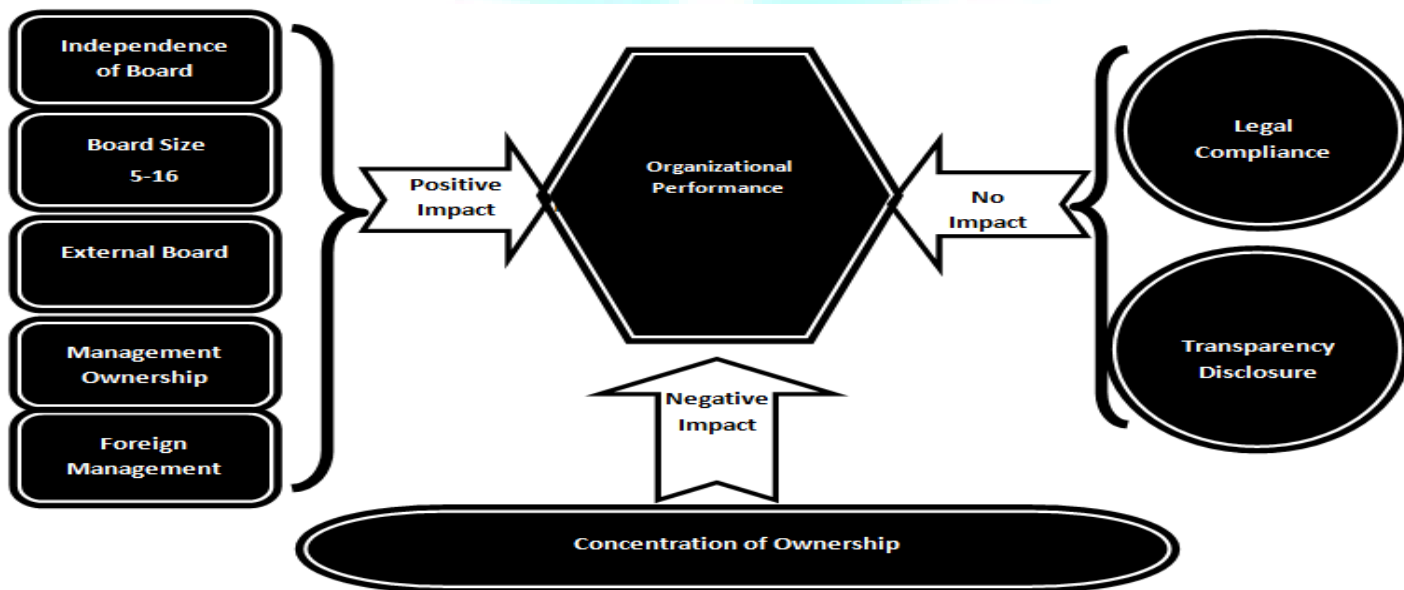 Independence
of Board
Board Size
5-16
External Board
Management
Ownership
Foreign
Management
Positive
Impact
Organizational
Performance
No
Impact
Legal
Compliance
Transparency
Disclosure
Negative
Impact
Concentration of Ownership